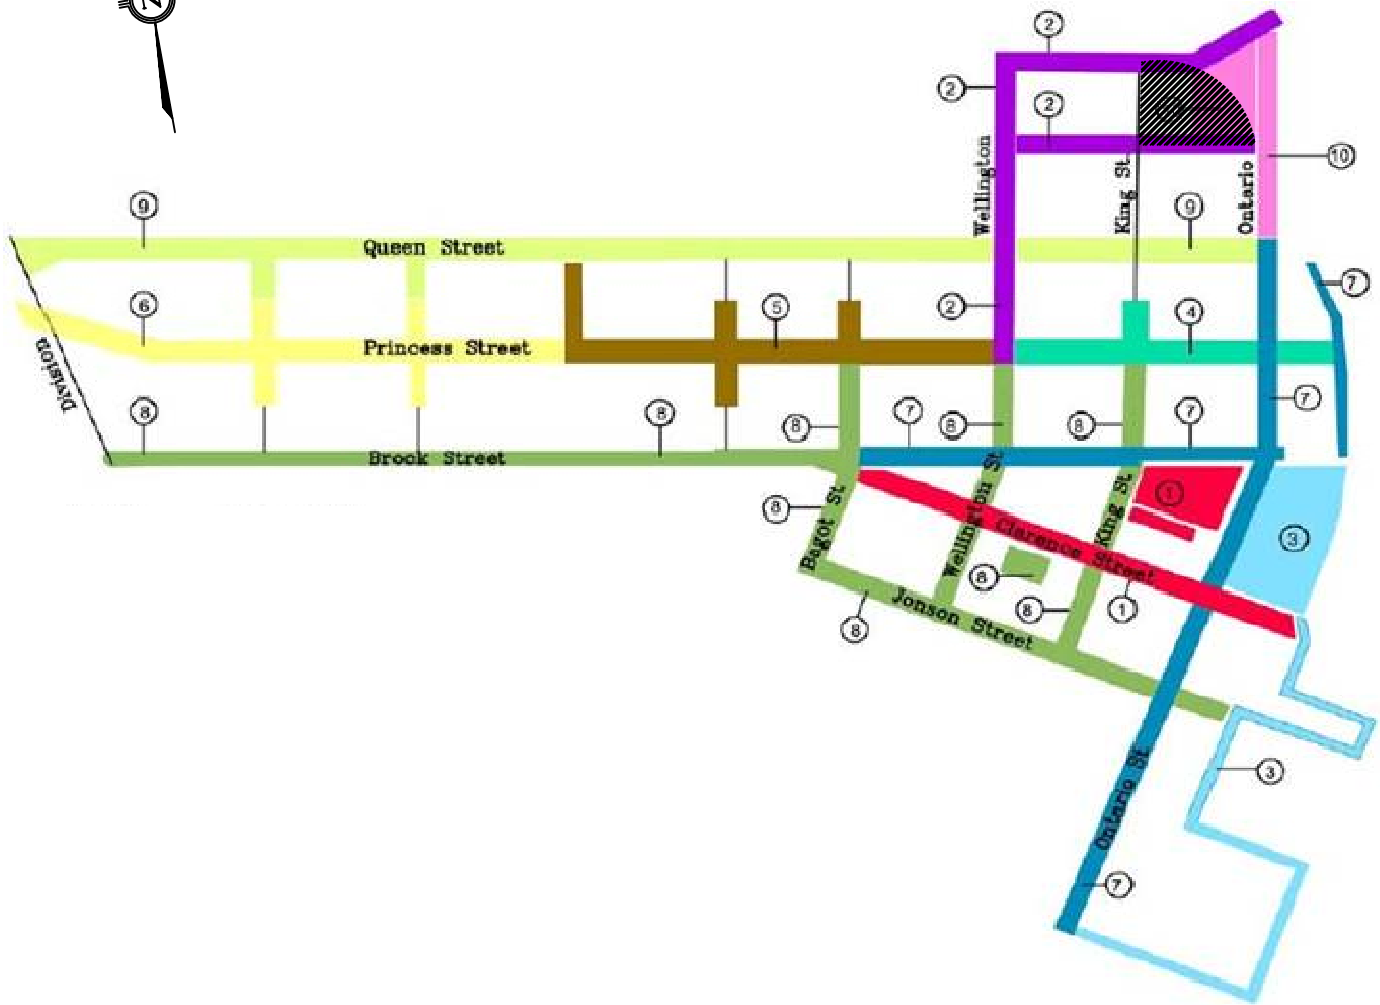 N
2
2
2
Wellington
King St.
Ontario
10
9
9
Queen Street
7
6
5
2
4
Princess Street
Division
7
8
8
8
7
8
8
7
Brock Street
Bagot St
8
Wellington St
King St
1
3
Clarence Street
8
8
1
8
Jonson Street
3
Ontario St.
7